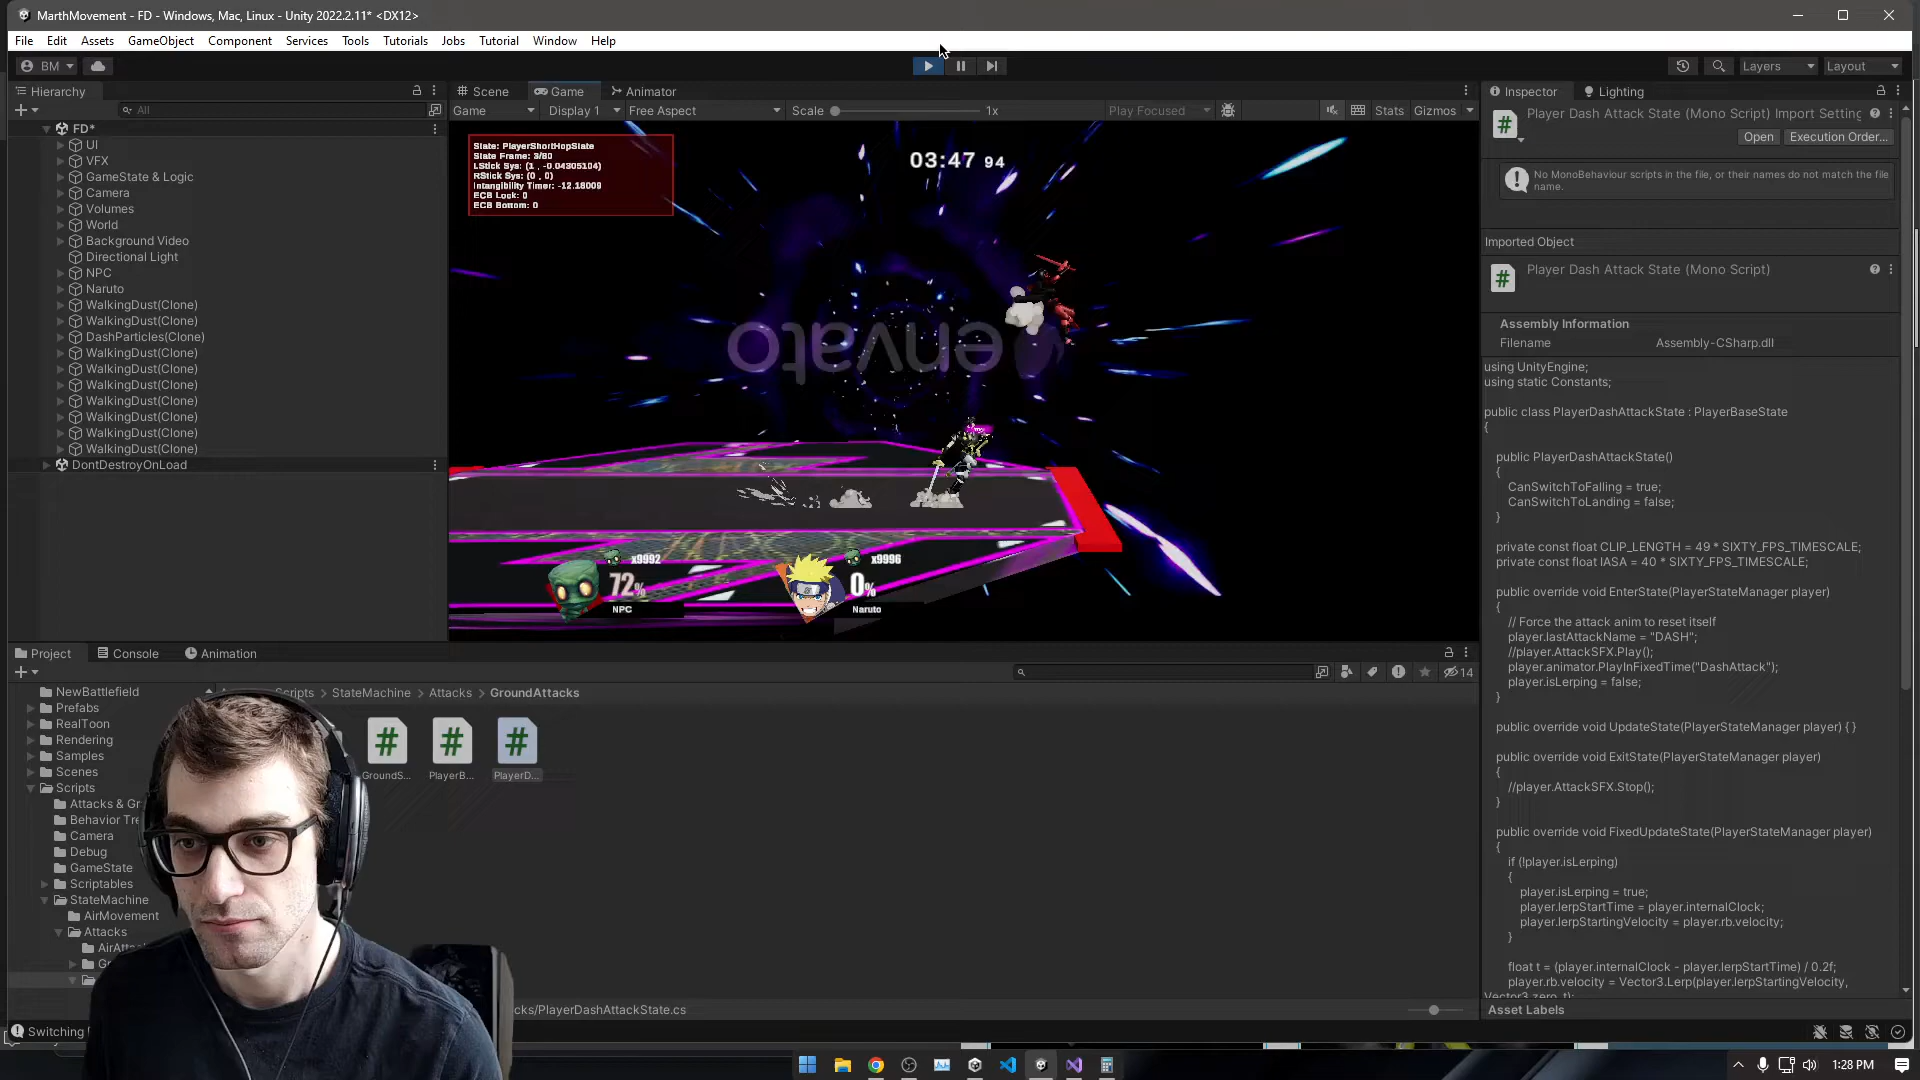 MarthMovement - FD - Windows, Mac, Linux - Unity 2022.2.11* <DX12>
File Edit Assets GameObject Component Services Tools Tutorials Jobs Tutorial Window Help
BM
Layers
Layout
Hierarchy
All
FD*
UI
VFX
GameState & Logic
Camera
Volumes
World
Background Video
Directional Light
NPC
Naruto
WalkingDust(Clone)
WalkingDust(Clone)
DashParticles(Clone)
WalkingDust(Clone)
WalkingDust(Clone)
WalkingDust(Clone)
WalkingDust(Clone)
WalkingDust(Clone)
WalkingDust(Clone)
WalkingDust(Clone)
DontDestroyOnLoad
Scene Game Animator
Game Display 1 Free Aspect Scale 1x Play Focused Stats Gizmos
State: PlayerShortHopState
State Frame: 3/80
LStick Sys: (1 , -0.04305104)
RStick Sys: (0 , 0)
Intangibility Timer: -12.18009
ECB Lock: 0
ECB Bottom: 0
03:47 94
envato
x9992
72%
NPC
x9996
0%
Naruto
Inspector Lighting
Player Dash Attack State (Mono Script) Import Setting
Open Execution Order...
No MonoBehaviour scripts in the file, or their names do not match the file
name.
Imported Object
Player Dash Attack State (Mono Script)
Assembly Information
Filename Assembly-CSharp.dll
using UnityEngine;
using static Constants;
public class PlayerDashAttackState : PlayerBaseState
{
public PlayerDashAttackState()
{
CanSwitchToFalling = true;
CanSwitchToLanding = false;
}
private const float CLIP_LENGTH = 49 * SIXTY_FPS_TIMESCALE;
private const float IASA = 40 * SIXTY_FPS_TIMESCALE;
public override void EnterState(PlayerStateManager player)
{
// Force the attack anim to reset itself
player.lastAttackName = "DASH";
//player.AttackSFX.Play();
player.animator.PlayInFixedTime("DashAttack");
player.isLerping = false;
}
public override void UpdateState(PlayerStateManager player) { }
public override void ExitState(PlayerStateManager player)
{
//player.AttackSFX.Stop();
}
public override void FixedUpdateState(PlayerStateManager player)
{
if (!player.isLerping)
{
player.isLerping = true;
player.lerpStartTime = player.internalClock;
player.lerpStartingVelocity = player.rb.velocity;
}
float t = (player.internalClock - player.lerpStartTime) / 0.2f;
player.rb.velocity = Vector3.Lerp(player.lerpStartingVelocity,
Vector3.zero, t);
Asset Labels
Project Console Animation
14
NewBattlefield
Prefabs
RealToon
Rendering
Samples
Scenes
Scripts
Attacks & Gr
Behavior Tre
Camera
Debug
GameState
Scriptables
StateMachine
AirMovement
Attacks
AirAttac
Gr
Scripts > StateMachine > Attacks > GroundAttacks
GroundS...
PlayerB...
PlayerD...
cks/PlayerDashAttackState.cs
Switching
1:28 PM